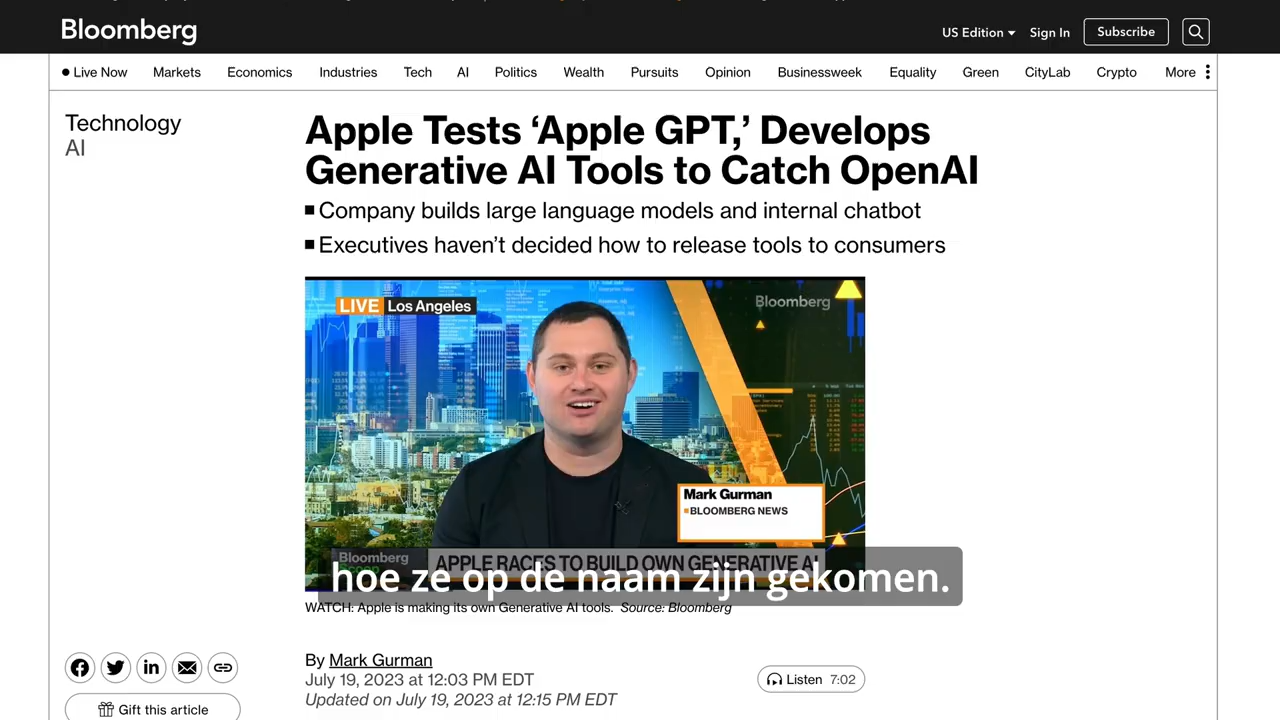 Bloomberg
US Edition
Sign In
Subscribe
Live Now
Markets
Economics
Industries
Tech
AI
Politics
Wealth
Pursuits
Opinion
Businessweek
Equality
Green
CityLab
Crypto
More
Technology
AI
Apple Tests ‘Apple GPT,’ Develops
Generative AI Tools to Catch OpenAI
Company builds large language models and internal chatbot
Executives haven’t decided how to release tools to consumers
LIVE Los Angeles
Bloomberg
Mark Gurman
BLOOMBERG NEWS
Bloomberg
APPLE RACES TO BUILD OWN GENERATIVE AI
hoe ze op de naam zijn gekomen.
WATCH: Apple is making its own Generative AI tools. Source: Bloomberg
By Mark Gurman
July 19, 2023 at 12:03 PM EDT
Updated on July 19, 2023 at 12:15 PM EDT
Listen 7:02
Gift this article